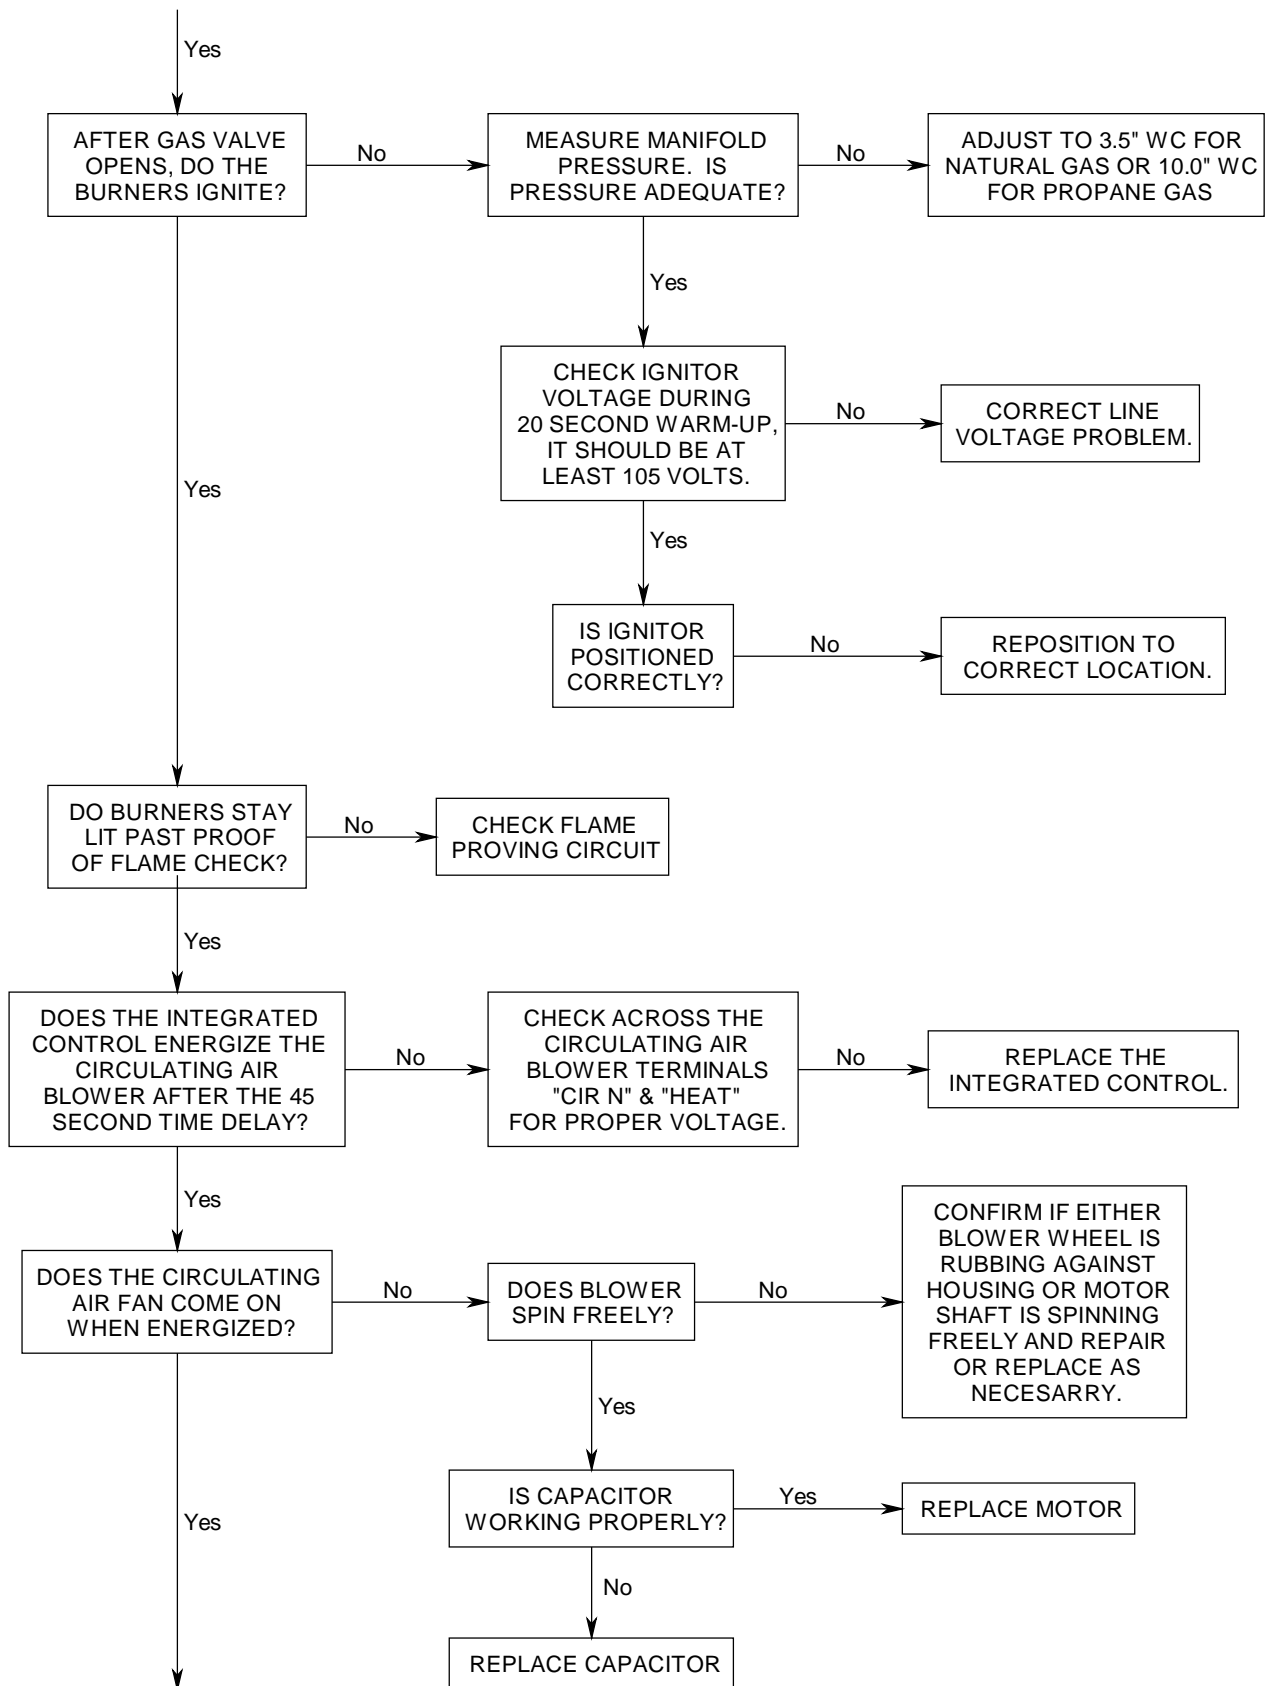 Yes
AFTER GAS VALVE
OPENS, DO THE
BURNERS IGNITE?
No
MEASURE MANIFOLD
PRESSURE. IS
PRESSURE ADEQUATE?
No
ADJUST TO 3.5" WC FOR
NATURAL GAS OR 10.0" WC
FOR PROPANE GAS
Yes
CHECK IGNITOR
VOLTAGE DURING
20 SECOND WARM-UP,
IT SHOULD BE AT
LEAST 105 VOLTS.
No
CORRECT LINE
VOLTAGE PROBLEM.
Yes
Yes
IS IGNITOR
POSITIONED
CORRECTLY?
No
REPOSITION TO
CORRECT LOCATION.
DO BURNERS STAY
LIT PAST PROOF
OF FLAME CHECK?
No
CHECK FLAME
PROVING CIRCUIT
Yes
DOES THE INTEGRATED
CONTROL ENERGIZE THE
CIRCULATING AIR
BLOWER AFTER THE 45
SECOND TIME DELAY?
No
CHECK ACROSS THE
CIRCULATING AIR
BLOWER TERMINALS
"CIR N" & "HEAT"
FOR PROPER VOLTAGE.
No
REPLACE THE
INTEGRATED CONTROL.
Yes
DOES THE CIRCULATING
AIR FAN COME ON
WHEN ENERGIZED?
No
DOES BLOWER
SPIN FREELY?
No
CONFIRM IF EITHER
BLOWER WHEEL IS
RUBBING AGAINST
HOUSING OR MOTOR
SHAFT IS SPINNING
FREELY AND REPAIR
OR REPLACE AS
NECESARRY.
Yes
IS CAPACITOR
WORKING PROPERLY?
Yes
REPLACE MOTOR
Yes
No
REPLACE CAPACITOR